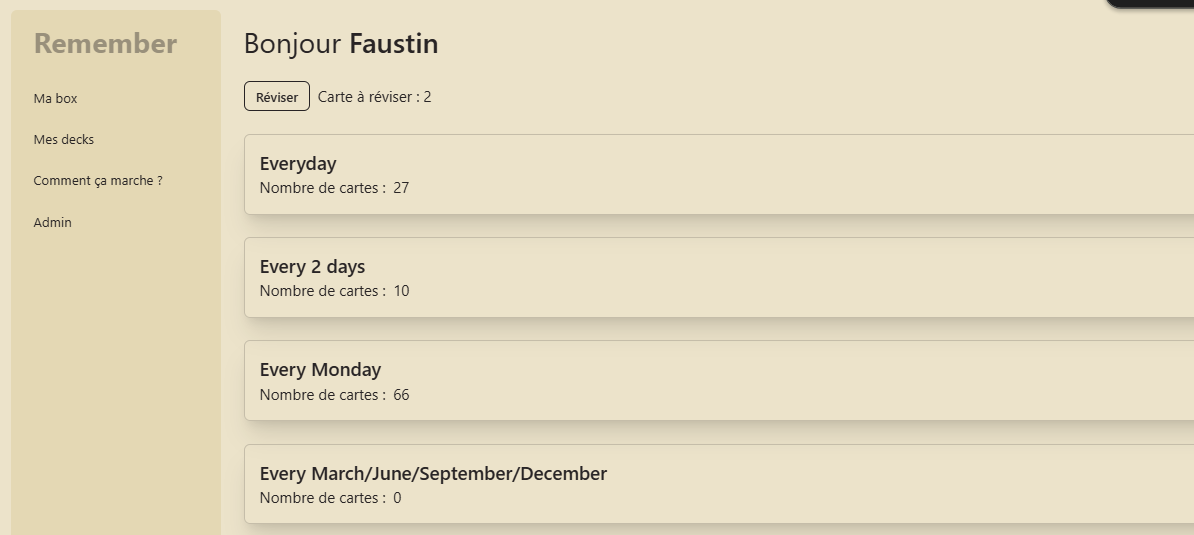 Remember
Ma box
Mes decks
Comment ça marche ?
Admin
Bonjour Faustin
Réviser Carte à réviser : 2
Everyday
Nombre de cartes : 27
Every 2 days
Nombre de cartes : 10
Every Monday
Nombre de cartes : 66
Every March/June/September/December
Nombre de cartes : 0